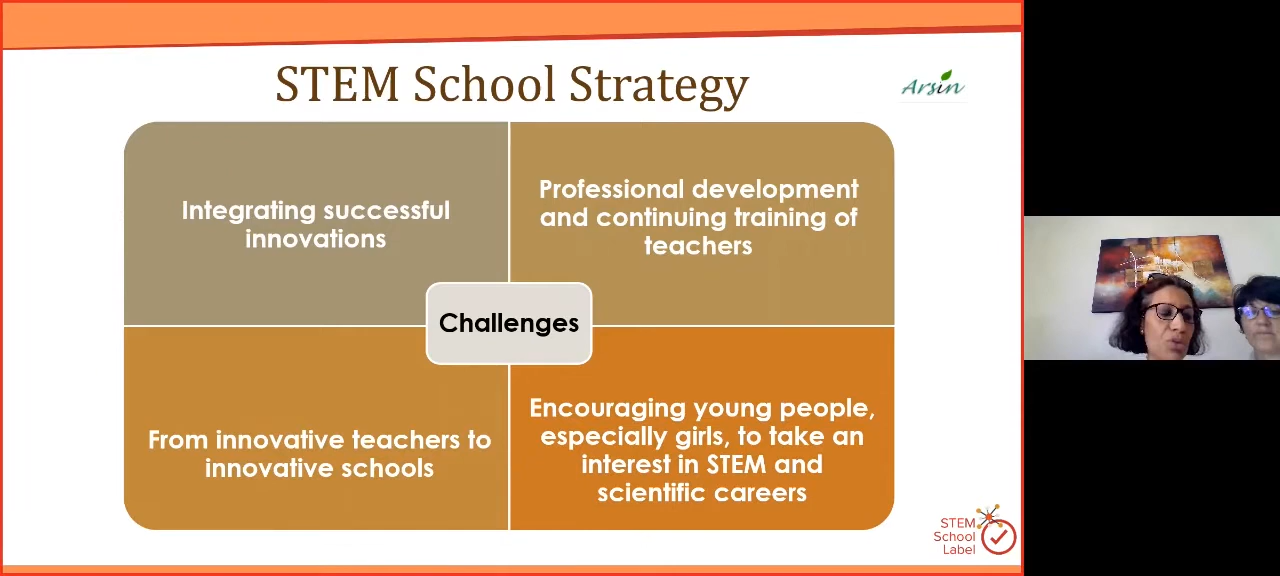 STEM School Strategy
Arsin
Integrating successful
innovations
Professional development
and continuing training of
teachers
Challenges
From innovative teachers to
innovative schools
Encouraging young people,
especially girls, to take an
interest in STEM and
scientific careers
STEM
School
Label